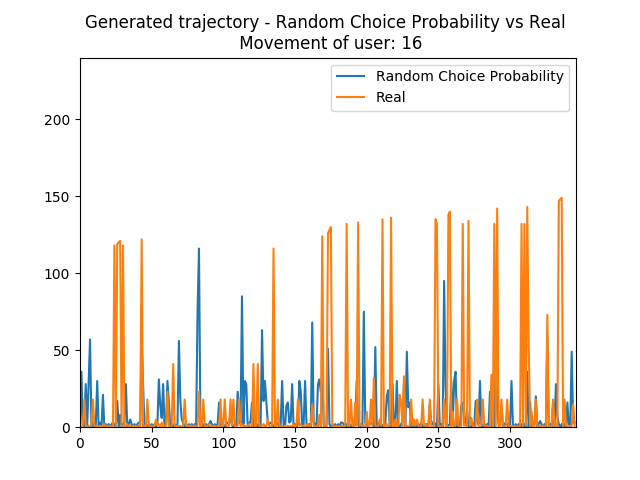 Generated trajectory - Random Choice Probability vs Real
Movement of user: 16
Random Choice Probability
Real
200
150
100
50
0
0 50 100 150 200 250 300